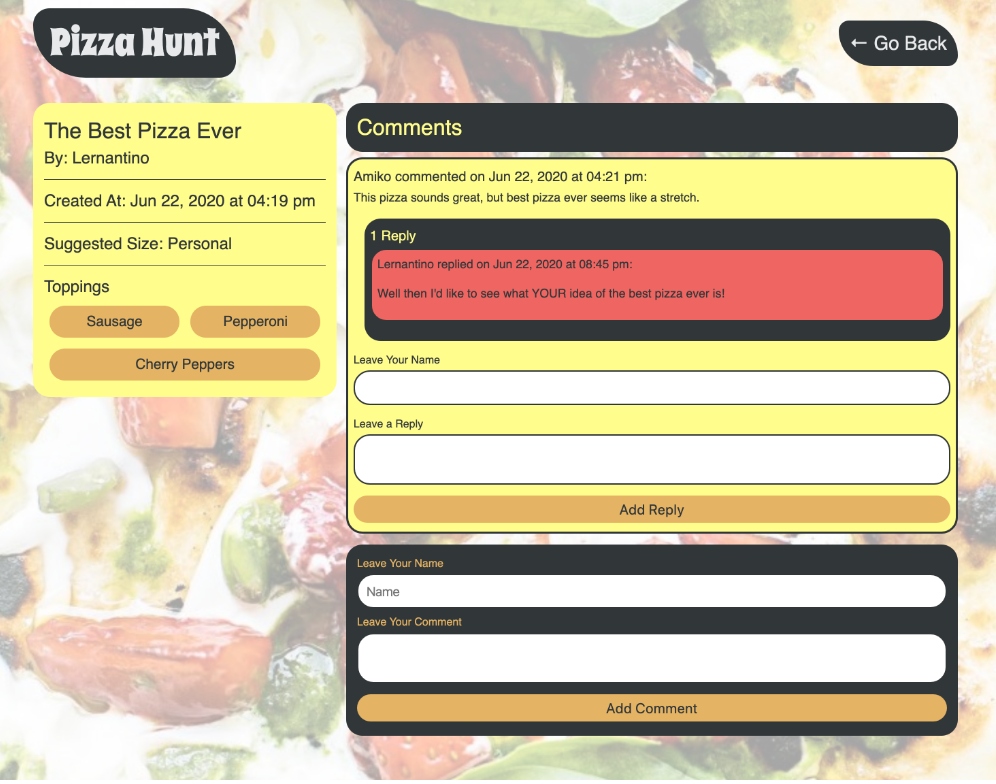 Pizza Hunt
← Go Back
The Best Pizza Ever
By: Lernantino
Created At: Jun 22, 2020 at 04:19 pm
Suggested Size: Personal
Toppings
Sausage
Pepperoni
Cherry Peppers
Comments
Amiko commented on Jun 22, 2020 at 04:21 pm:
This pizza sounds great, but best pizza ever seems like a stretch.
1 Reply
Lernantino replied on Jun 22, 2020 at 08:45 pm:
Well then I'd like to see what YOUR idea of the best pizza ever is!
Leave Your Name
Leave a Reply
Add Reply
Leave Your Name
Name
Leave Your Comment
Add Comment